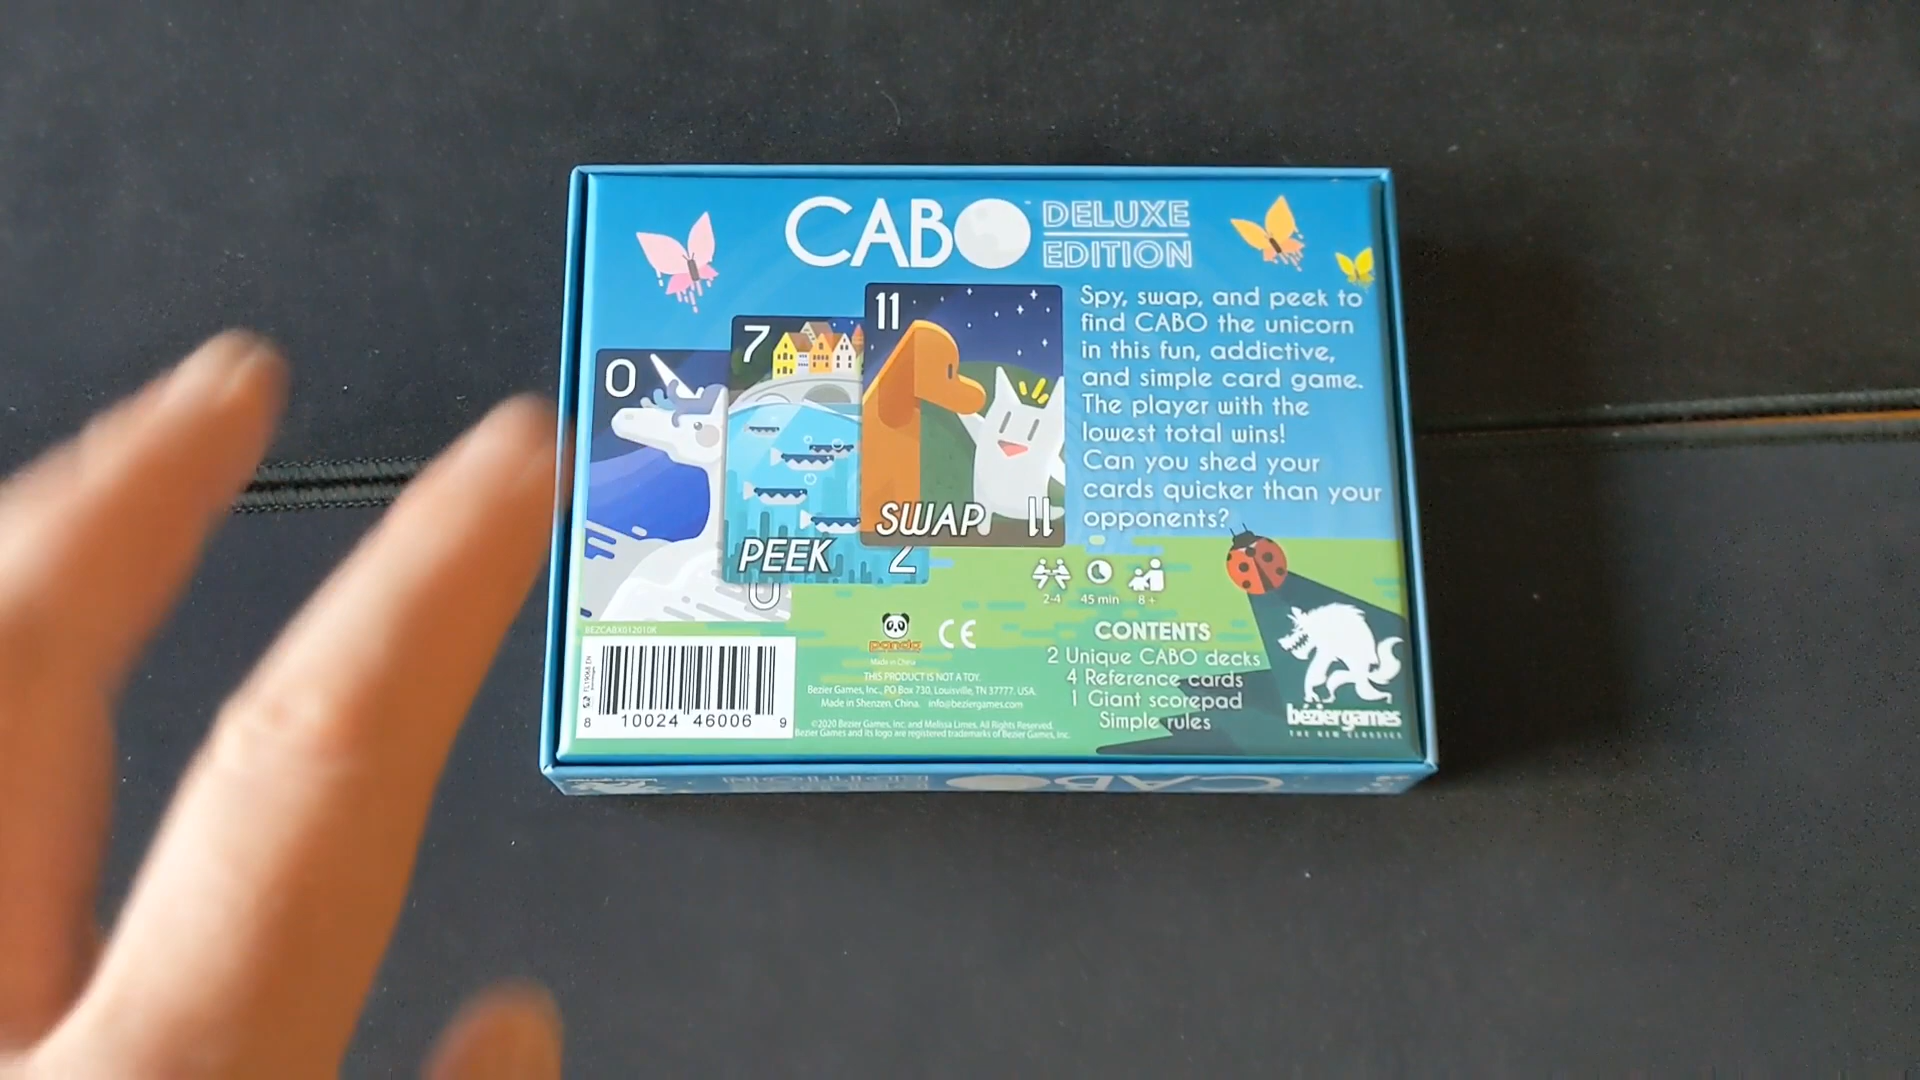 CABO DELUXE
EDITION
Spy, swap, and peek to
find CABO the unicorn
in this fun, addictive,
and simple card game.
The player with the
lowest total wins!
Can you shed your
cards quicker than your
opponents?
0
7
11
SWAP 11
PEEK
2-4 45 min 8+
CONTENTS
2 Unique CABO decks
4 Reference cards
1 Giant scorepad
Simple rules
béziergames
THE NEW CLASSICS
panda
CE
Made in China
THIS PRODUCT IS NOT A TOY.
Bezier Games, Inc., PO Box 730, Louisville, TN 37777. USA.
Made in Shenzen, China. info@beziergames.com
©2020 Bezier Games, Inc. and Melissa Limes. All Rights Reserved.
Bezier Games and its logo are registered trademarks of Bezier Games, Inc.
8 10024 46006 9
CABO